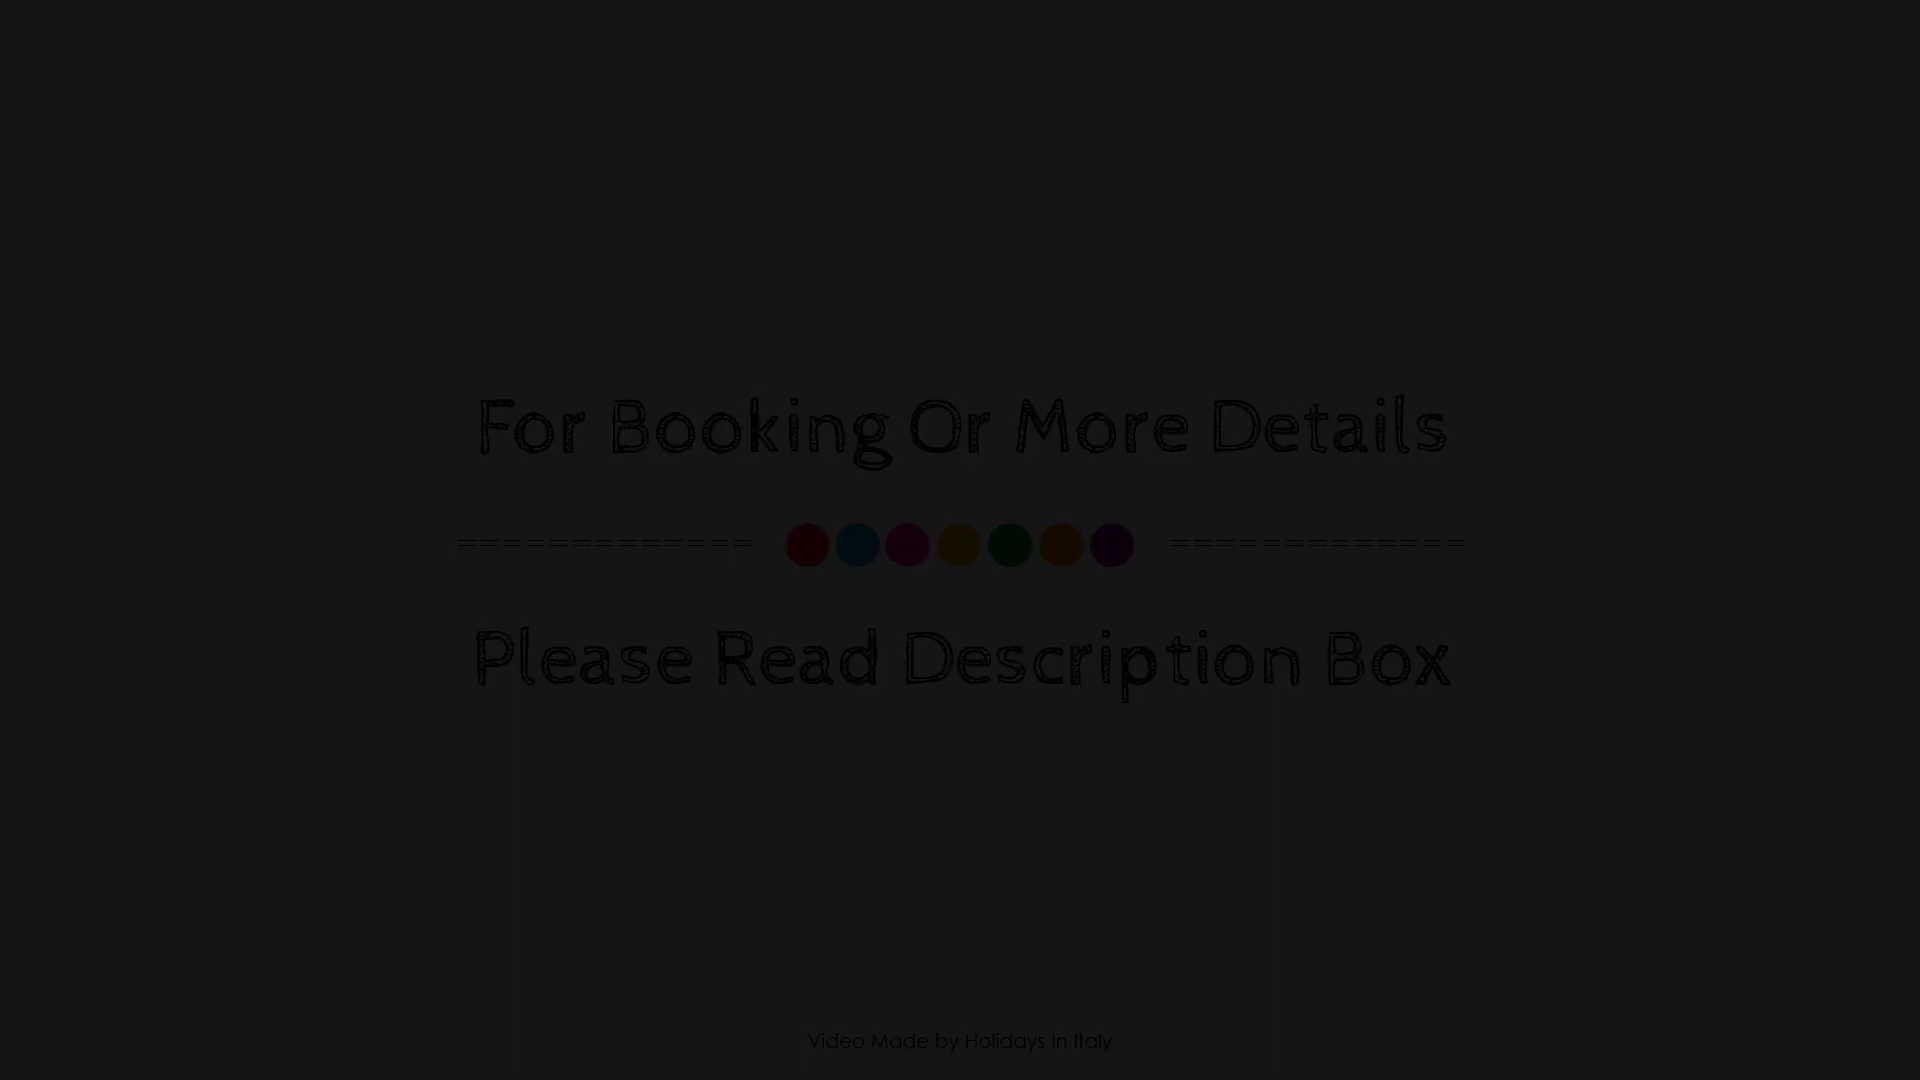 For Booking Or More Details
============= =============
Please Read Description Box
Video Made by Holidays In Italy